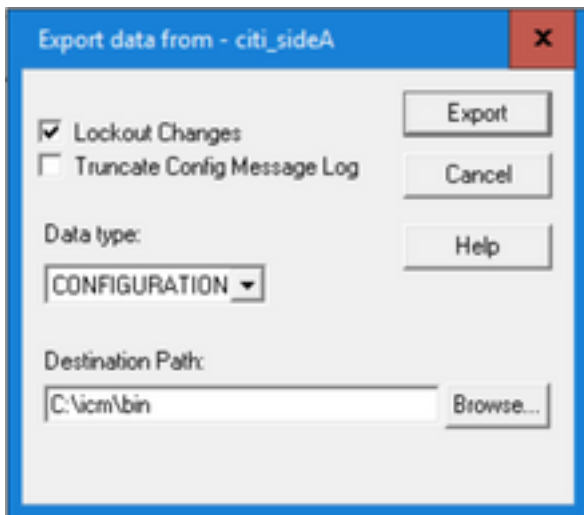 Export data from - citi_sideA
Lockout Changes
Truncate Config Message Log
Export
Cancel
Help
Data type:
CONFIGURATION
Destination Path:
C:\icm\bin
Browse...